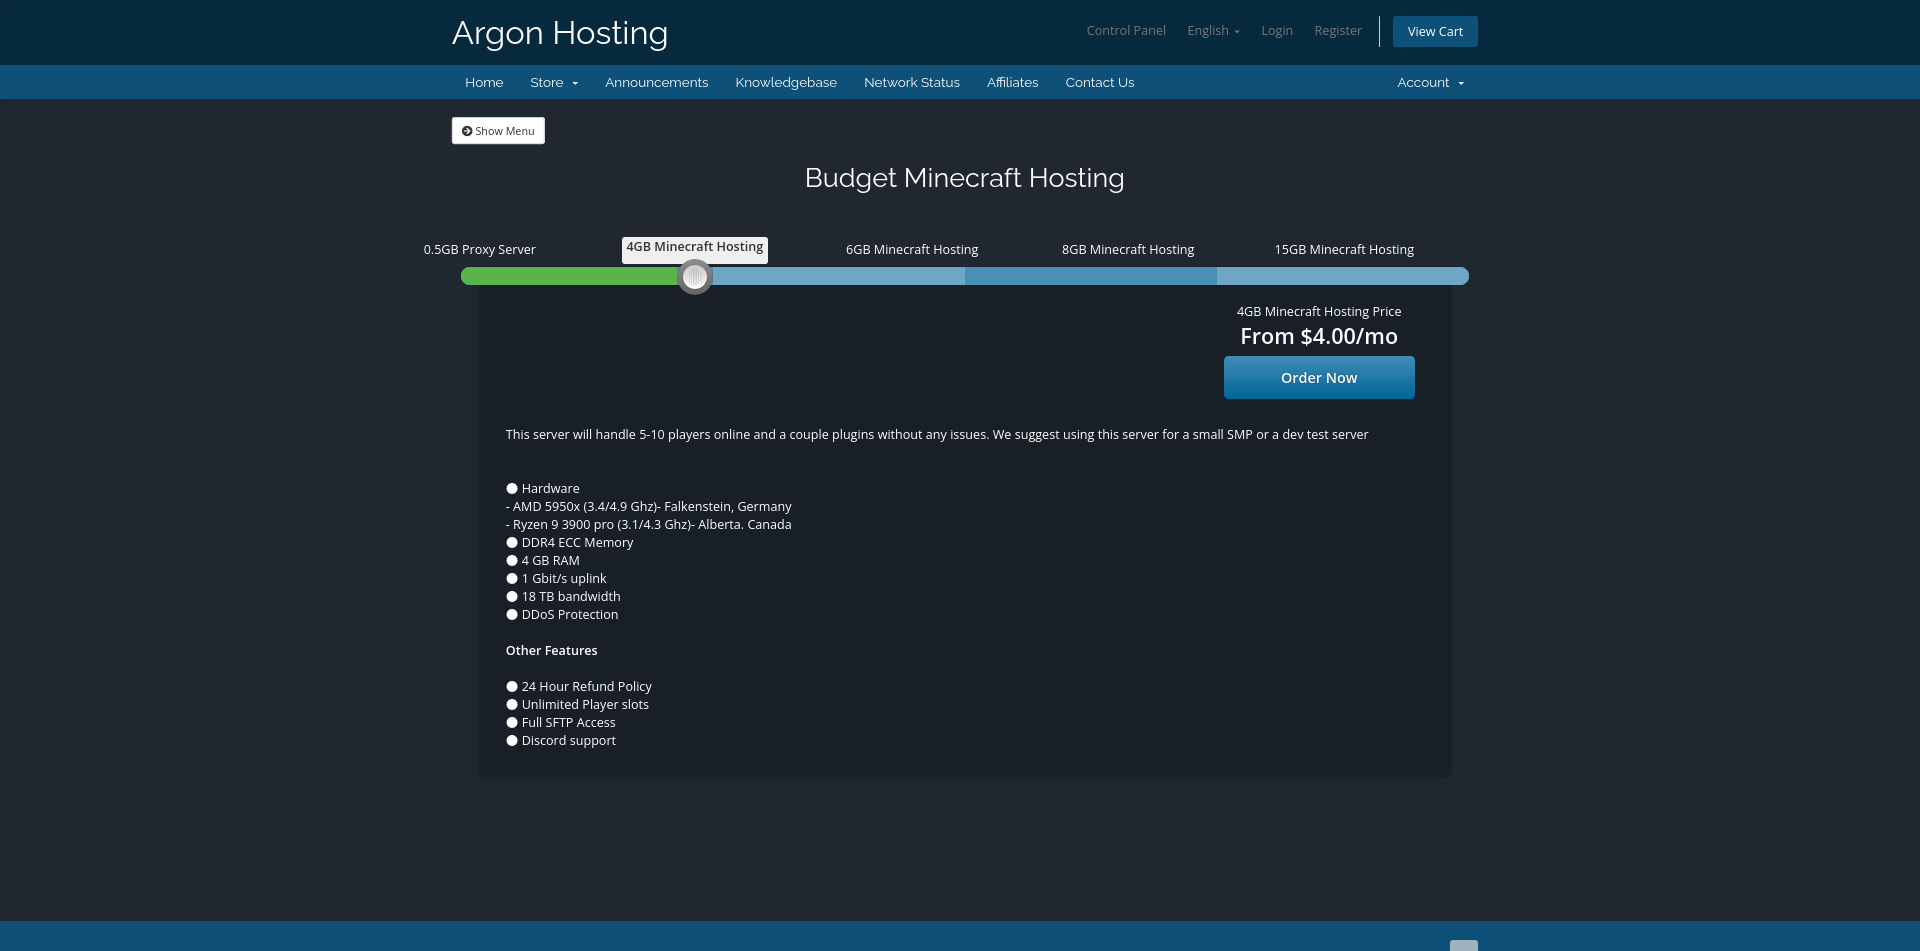 Argon Hosting
Control Panel English Login Register View Cart
Home Store Announcements Knowledgebase Network Status Affiliates Contact Us Account
Show Menu
Budget Minecraft Hosting
0.5GB Proxy Server 4GB Minecraft Hosting 6GB Minecraft Hosting 8GB Minecraft Hosting 15GB Minecraft Hosting
4GB Minecraft Hosting Price
From $4.00/mo
Order Now
This server will handle 5-10 players online and a couple plugins without any issues. We suggest using this server for a small SMP or a dev test server
Hardware
- AMD 5950x (3.4/4.9 Ghz)- Falkenstein, Germany
- Ryzen 9 3900 pro (3.1/4.3 Ghz)- Alberta. Canada
DDR4 ECC Memory
4 GB RAM
1 Gbit/s uplink
18 TB bandwidth
DDoS Protection
Other Features
24 Hour Refund Policy
Unlimited Player slots
Full SFTP Access
Discord support